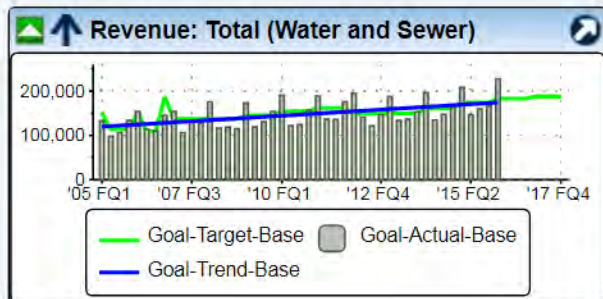 Revenue: Total (Water and Sewer)
200,000
100,000
0
'05 FQ1 '07 FQ3 '10 FQ1 '12 FQ4 '15 FQ2 '17 FQ4
Goal-Target-Base Goal-Actual-Base
Goal-Trend-Base